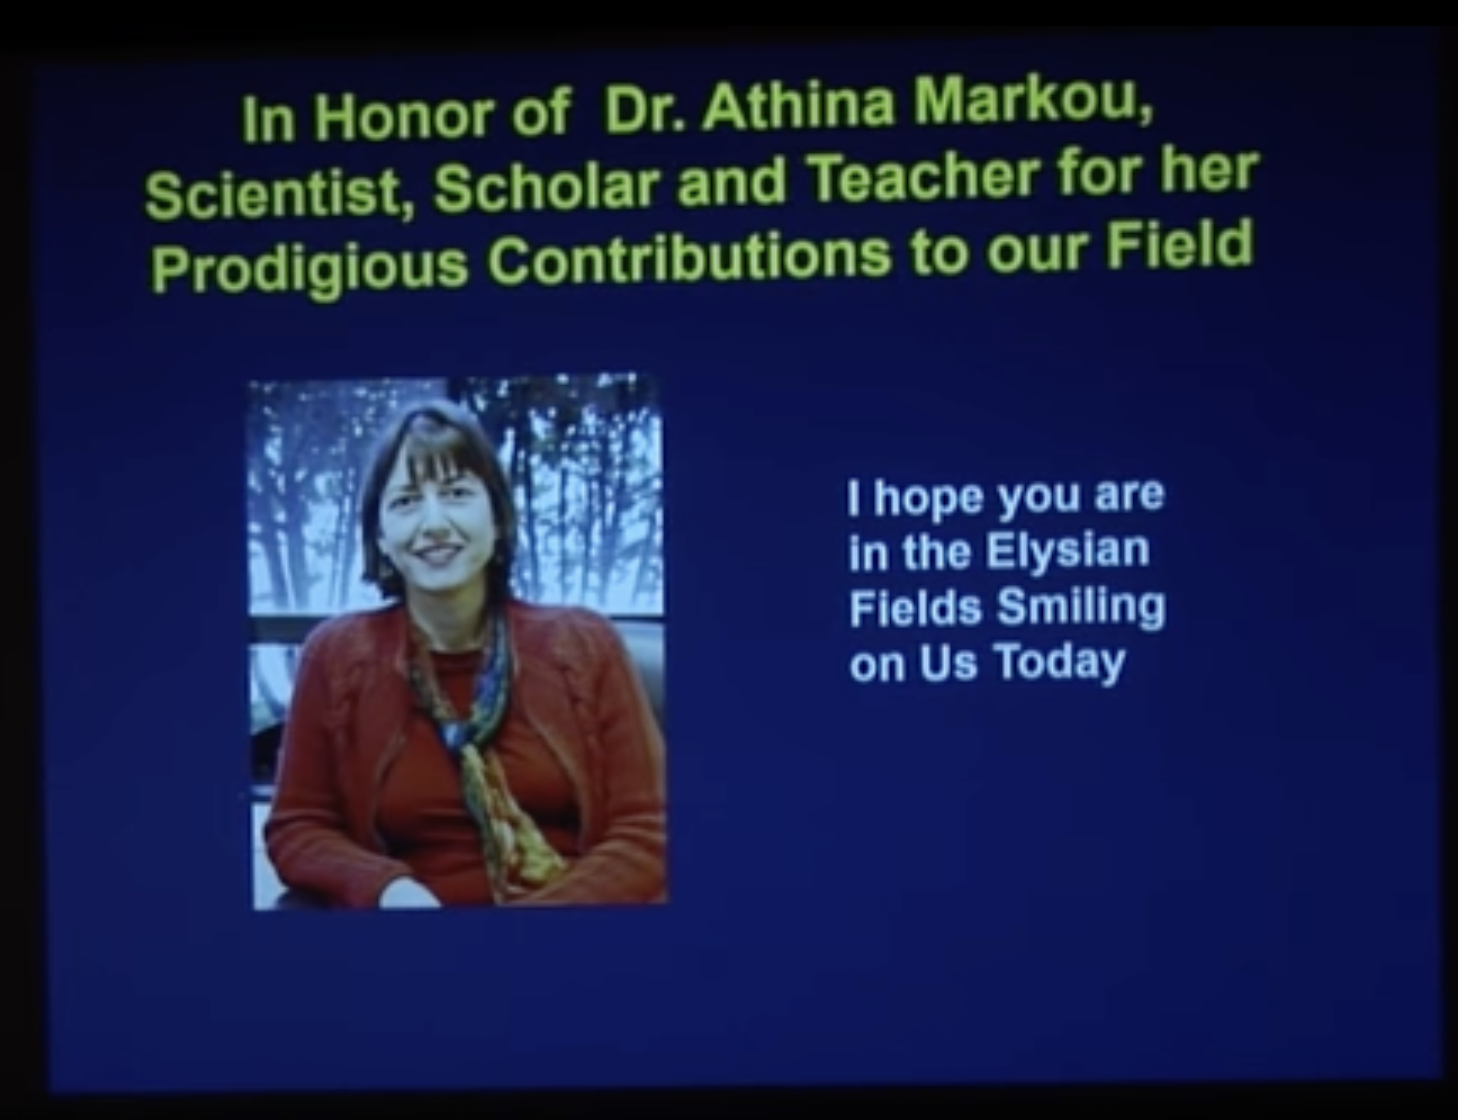 In Honor of Dr. Athina Markou,
Scientist, Scholar and Teacher for her
Prodigious Contributions to our Field
I hope you are
in the Elysian
Fields Smiling
on Us Today